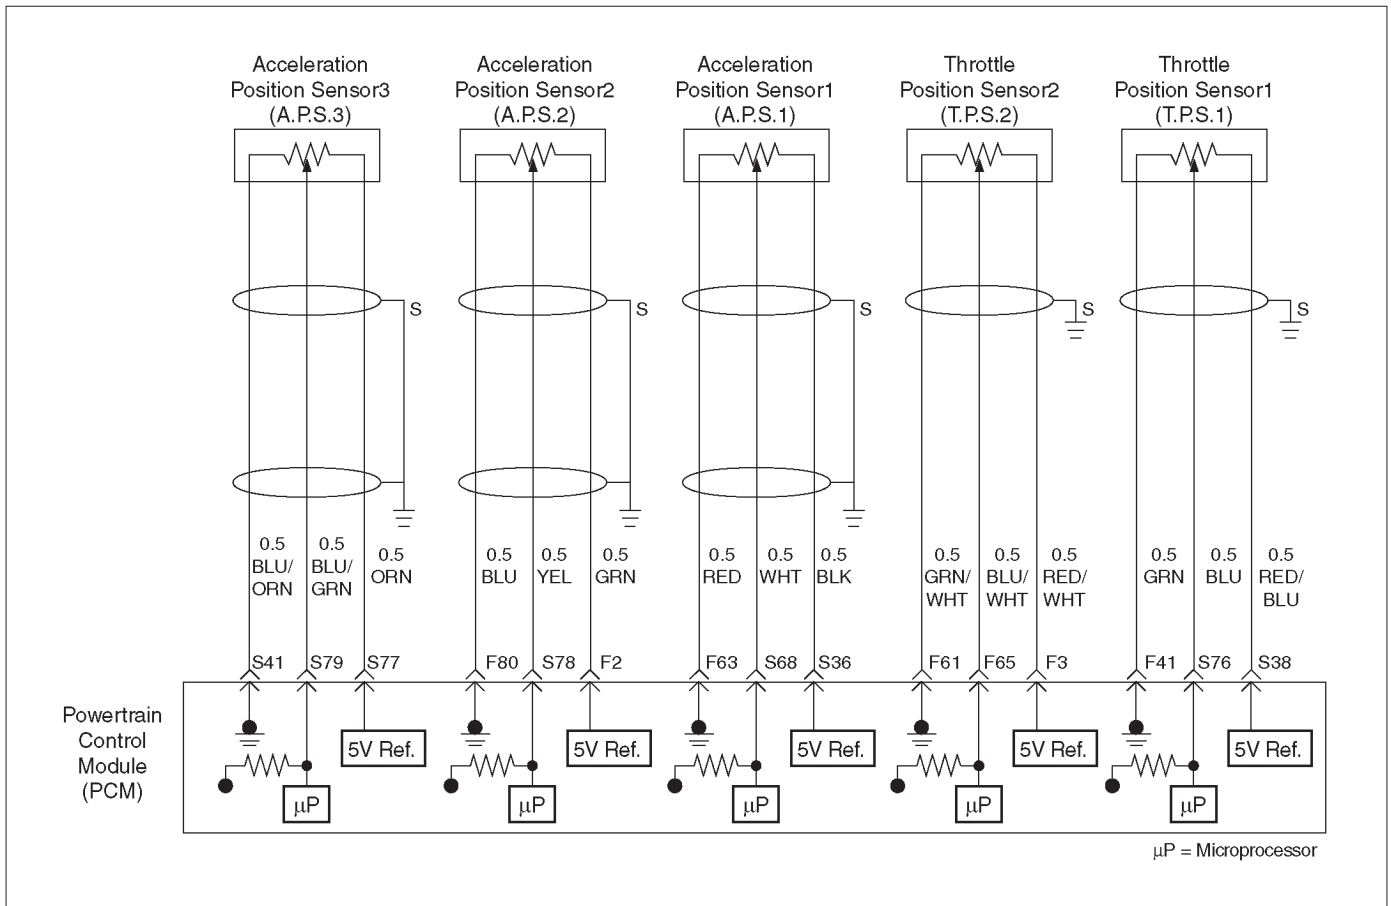 Acceleration
Position Sensor3
(A.P.S.3)
Acceleration
Position Sensor2
(A.P.S.2)
Acceleration
Position Sensor1
(A.P.S.1)
Throttle
Position Sensor2
(T.P.S.2)
Throttle
Position Sensor1
(T.P.S.1)
S
S
S
S
S
0.5
BLU/
ORN
0.5
BLU/
GRN
0.5
ORN
0.5
BLU
0.5
YEL
0.5
GRN
0.5
RED
0.5
WHT
0.5
BLK
0.5
GRN/
WHT
0.5
BLU/
WHT
0.5
RED/
WHT
0.5
GRN
0.5
BLU
0.5
RED/
BLU
S41
S79
S77
F80
S78
F2
F63
S68
S36
F61
F65
F3
F41
S76
S38
Powertrain
Control
Module
(PCM)
5V Ref.
5V Ref.
5V Ref.
5V Ref.
5V Ref.
µP
µP
µP
µP
µP
µP = Microprocessor